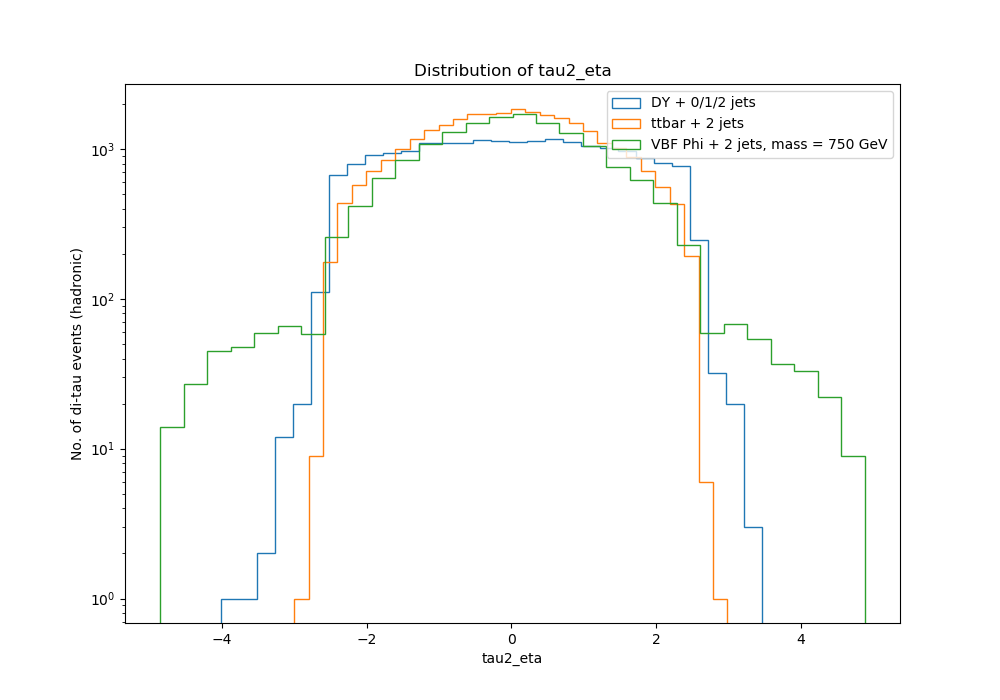 Distribution of tau2_eta
DY + 0/1/2 jets
ttbar + 2 jets
VBF Phi + 2 jets, mass = 750 GeV
No. of di-tau events (hadronic)
10³
10²
10¹
10⁰
−4
−2
0
2
4
tau2_eta